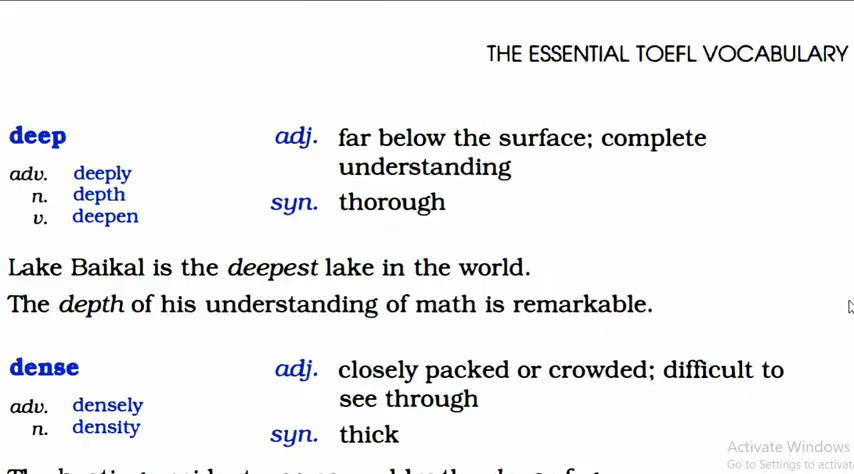 THE ESSENTIAL TOEFL VOCABULARY
deep adj. far below the surface; complete
understanding
adv. deeply
n. depth
syn. thorough
v. deepen
Lake Baikal is the deepest lake in the world.
The depth of his understanding of math is remarkable.
dense adj. closely packed or crowded; difficult to
see through
adv. densely
n. density
syn. thick
Activate Windows
Go to Settings to activat